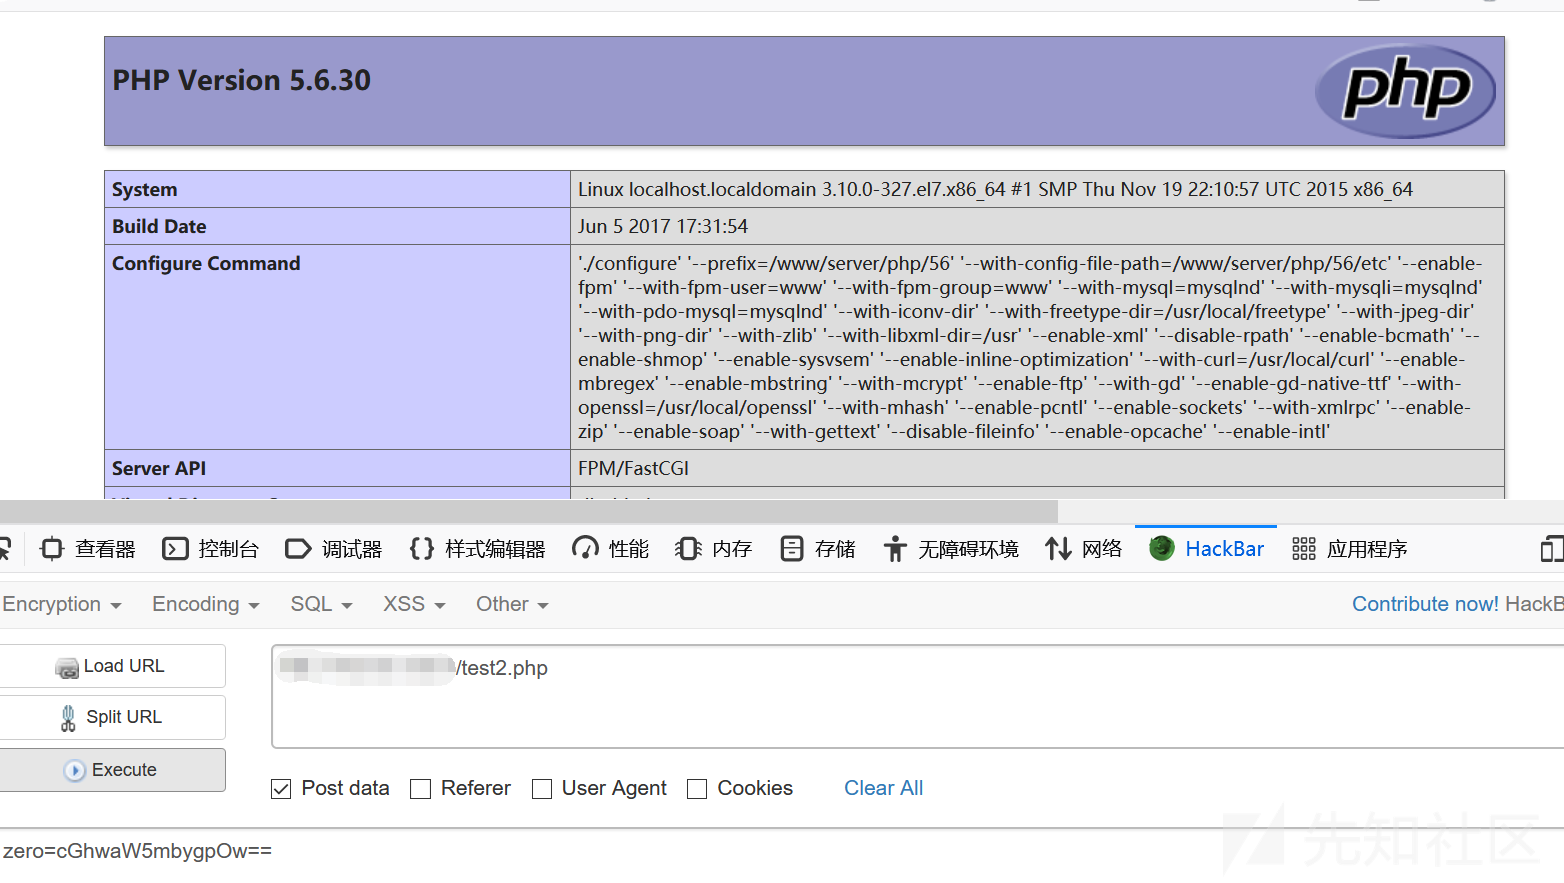 PHP Version 5.6.30
php
System
Linux localhost.localdomain 3.10.0-327.el7.x86_64 #1 SMP Thu Nov 19 22:10:57 UTC 2015 x86_64
Build Date
Jun 5 2017 17:31:54
Configure Command
'./configure' '--prefix=/www/server/php/56' '--with-config-file-path=/www/server/php/56/etc' '--enable-
fpm' '--with-fpm-user=www' '--with-fpm-group=www' '--with-mysql=mysqlnd' '--with-mysqli=mysqlnd'
'--with-pdo-mysql=mysqlnd' '--with-iconv-dir' '--with-freetype-dir=/usr/local/freetype' '--with-jpeg-dir'
'--with-png-dir' '--with-zlib' '--with-libxml-dir=/usr' '--enable-xml' '--disable-rpath' '--enable-bcmath' '--
enable-shmop' '--enable-sysvsem' '--enable-inline-optimization' '--with-curl=/usr/local/curl' '--enable-
mbregex' '--enable-mbstring' '--with-mcrypt' '--enable-ftp' '--with-gd' '--enable-gd-native-ttf' '--with-
openssl=/usr/local/openssl' '--with-mhash' '--enable-pcntl' '--enable-sockets' '--with-xmlrpc' '--enable-
zip' '--enable-soap' '--with-gettext' '--disable-fileinfo' '--enable-opcache' '--enable-intl'
Server API
FPM/FastCGI
查看器 控制台 调试器 样式编辑器 性能 内存 存储 无障碍环境 网络 HackBar 应用程序
Encryption Encoding SQL XSS Other Contribute now! HackB
Load URL
/test2.php
Split URL
Execute
Post data Referer User Agent Cookies Clear All
zero=cGhwaW5mbygpOw==
先知社区